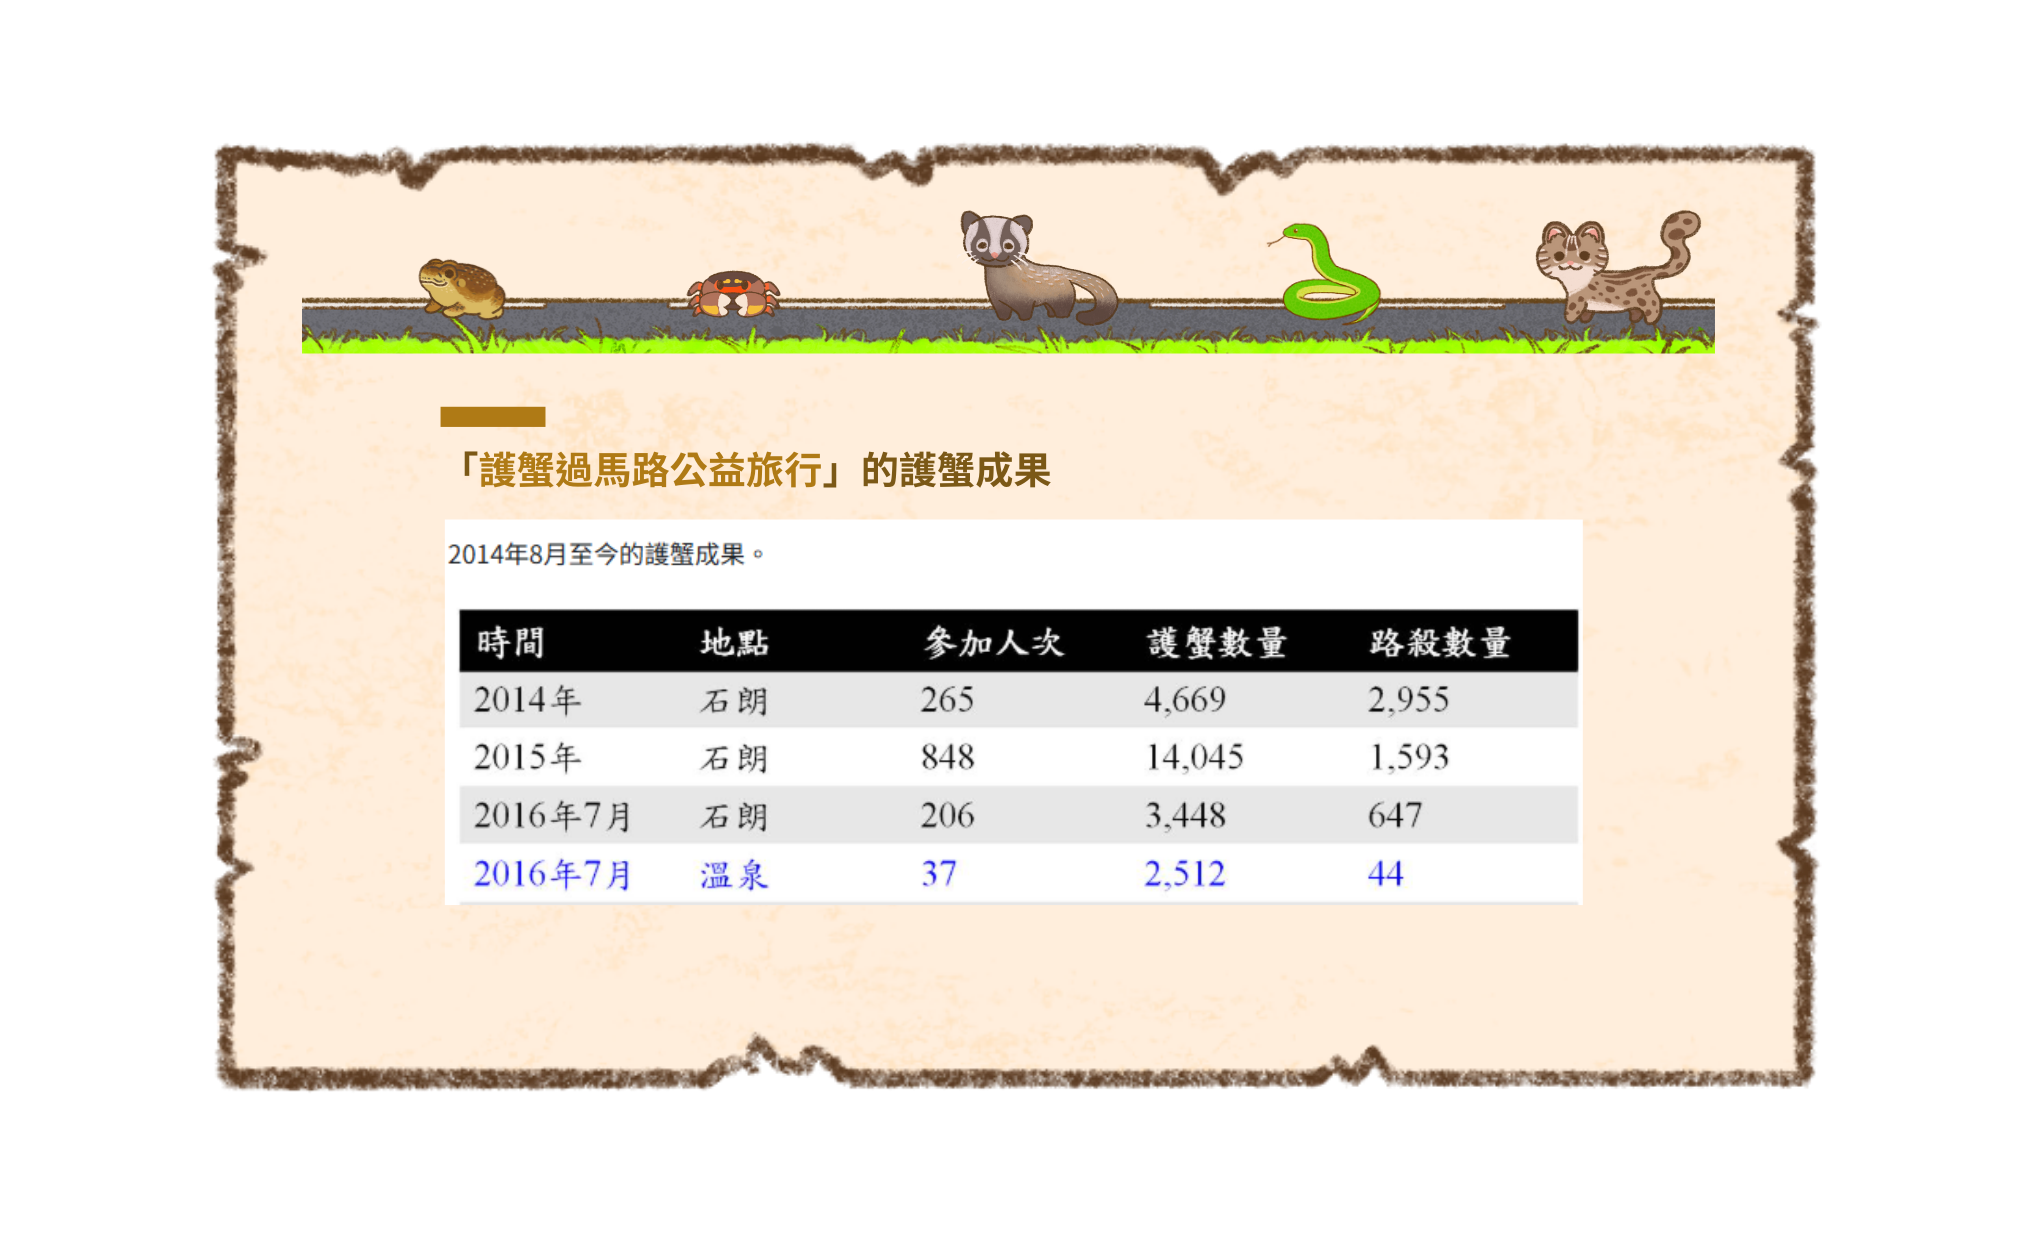 「護蟹過馬路公益旅行」的護蟹成果
2014年8月至今的護蟹成果。
時間 地點 參加人次 護蟹數量 路殺數量
2014年 石朗 265 4,669 2,955
2015年 石朗 848 14,045 1,593
2016年7月 石朗 206 3,448 647
2016年7月 溫泉 37 2,512 44